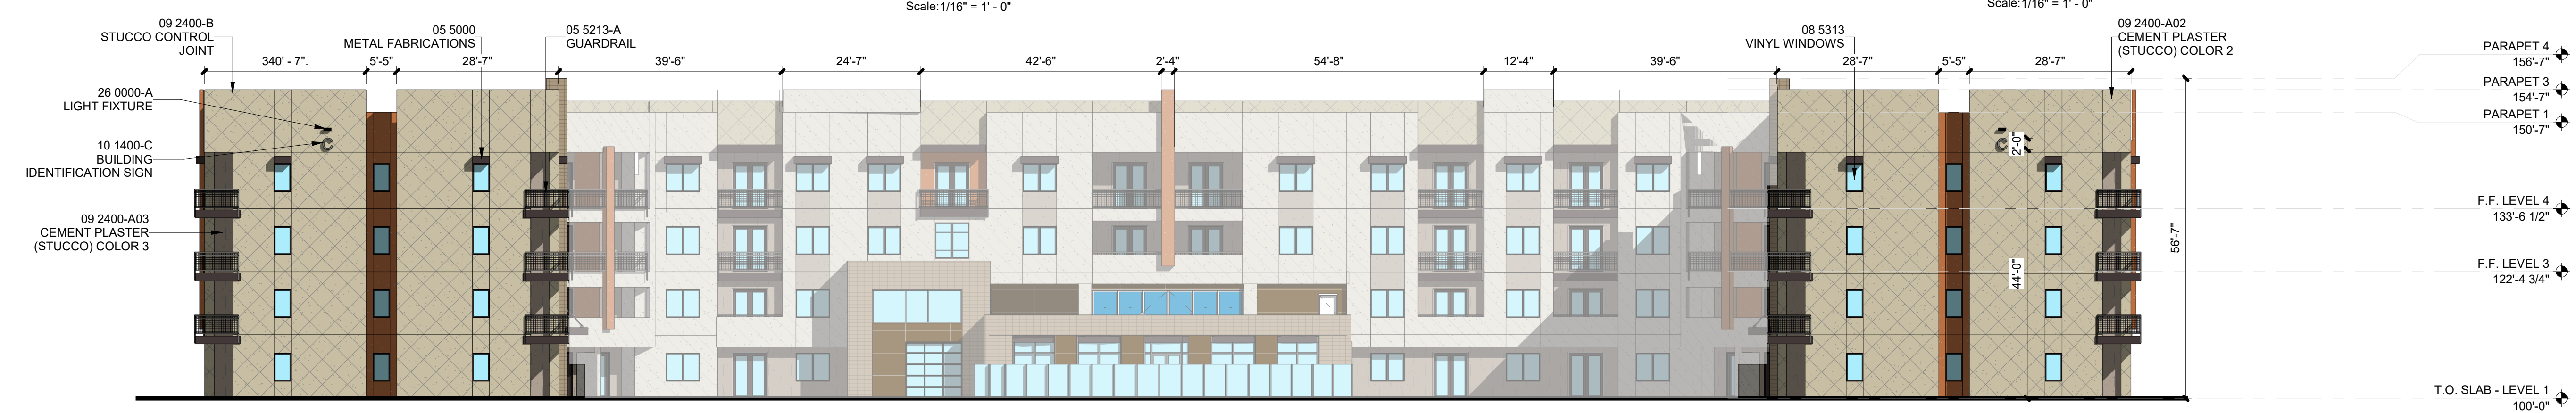 Scale:1/16" = 1' - 0"
Scale:1/16" = 1' - 0"
09 2400-B
STUCCO CONTROL
JOINT
05 5000
METAL FABRICATIONS
05 5213-A
GUARDRAIL
08 5313
VINYL WINDOWS
09 2400-A02
CEMENT PLASTER
(STUCCO) COLOR 2
340' - 7".
5'-5"
28'-7"
39'-6"
24'-7"
42'-6"
2'-4"
54'-8"
12'-4"
39'-6"
28'-7"
5'-5"
28'-7"
PARAPET 4
156'-7"
PARAPET 3
154'-7"
PARAPET 1
150'-7"
26 0000-A
LIGHT FIXTURE
10 1400-C
BUILDING
IDENTIFICATION SIGN
C
C
2'-0"
09 2400-A03
CEMENT PLASTER
(STUCCO) COLOR 3
F.F. LEVEL 4
133'-6 1/2"
56'-7"
44'-0"
F.F. LEVEL 3
122'-4 3/4"
T.O. SLAB - LEVEL 1
100'-0"